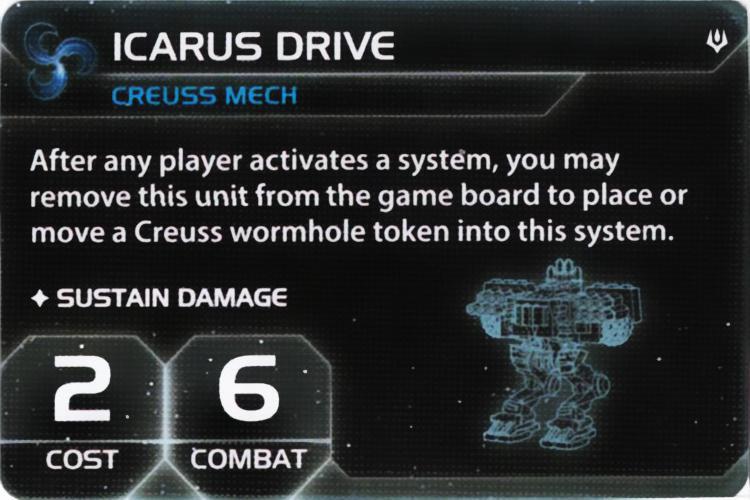 ICARUS DRIVE
CREUSS MECH
After any player activates a system, you may
remove this unit from the game board to place or
move a Creuss wormhole token into this system.
✦ SUSTAIN DAMAGE
2 6
COST COMBAT